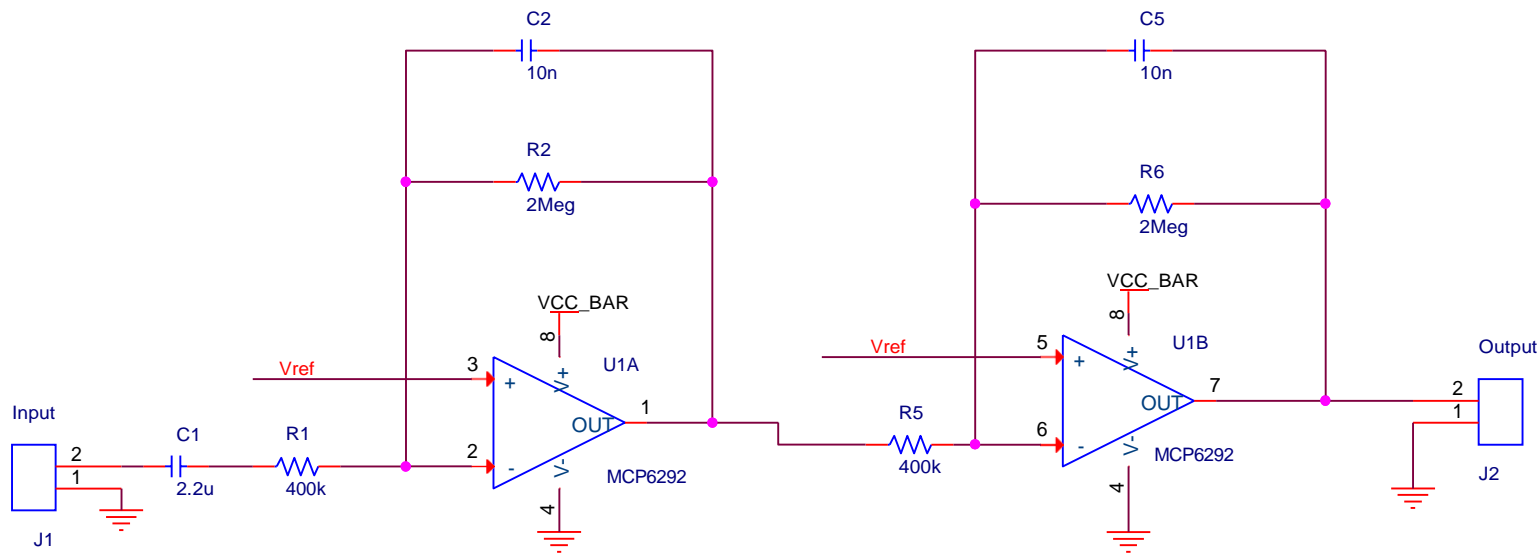 C2
10n
C5
10n
R2
2Meg
R6
2Meg
VCC_BAR
8
V+
U1A
Vref
3
+
OUT
1
2
-
V-
MCP6292
4
Input
2
1
J1
C1
2.2u
R1
400k
VCC_BAR
8
V+
U1B
Vref
5
+
OUT
7
6
-
V-
MCP6292
4
R5
400k
Output
2
1
J2